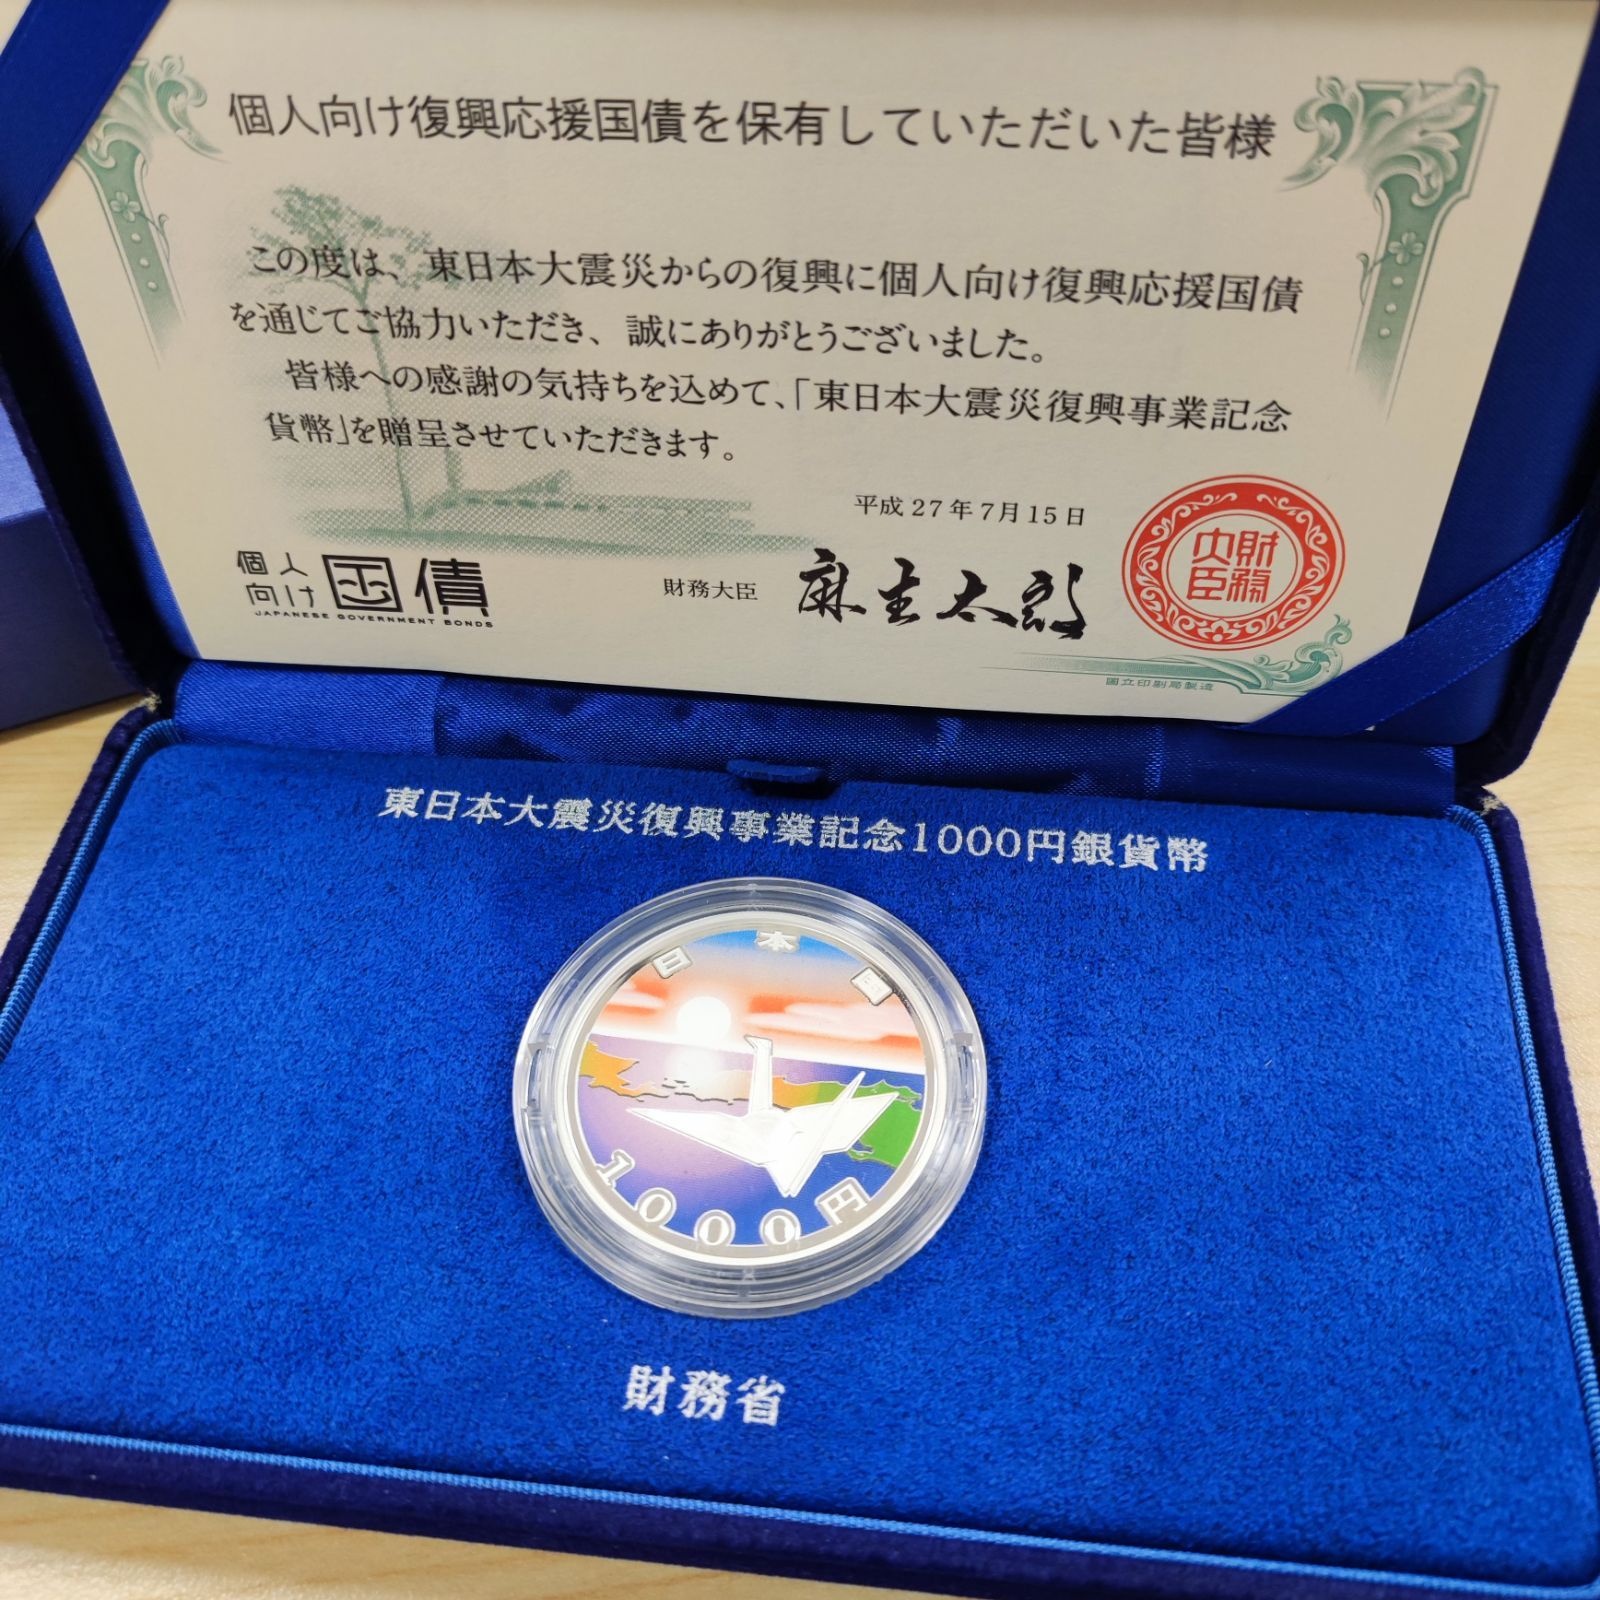 個人向け復興応援国債を保有していただいた皆様
この度は、東日本大震災からの復興に個人向け復興応援国債
を通じてご協力いただき、誠にありがとうございました。
皆様への感謝の気持ちを込めて、「東日本大震災復興事業記念
貨幣」を贈呈させていただきます。
平成27年7月15日
個人
向け
国債
JAPANESE GOVERNMENT BONDS
財務大臣 麻生太郎
財務
大臣
國立印刷局製造
東日本大震災復興事業記念1000円銀貨幣
日本国
1000円
財務省